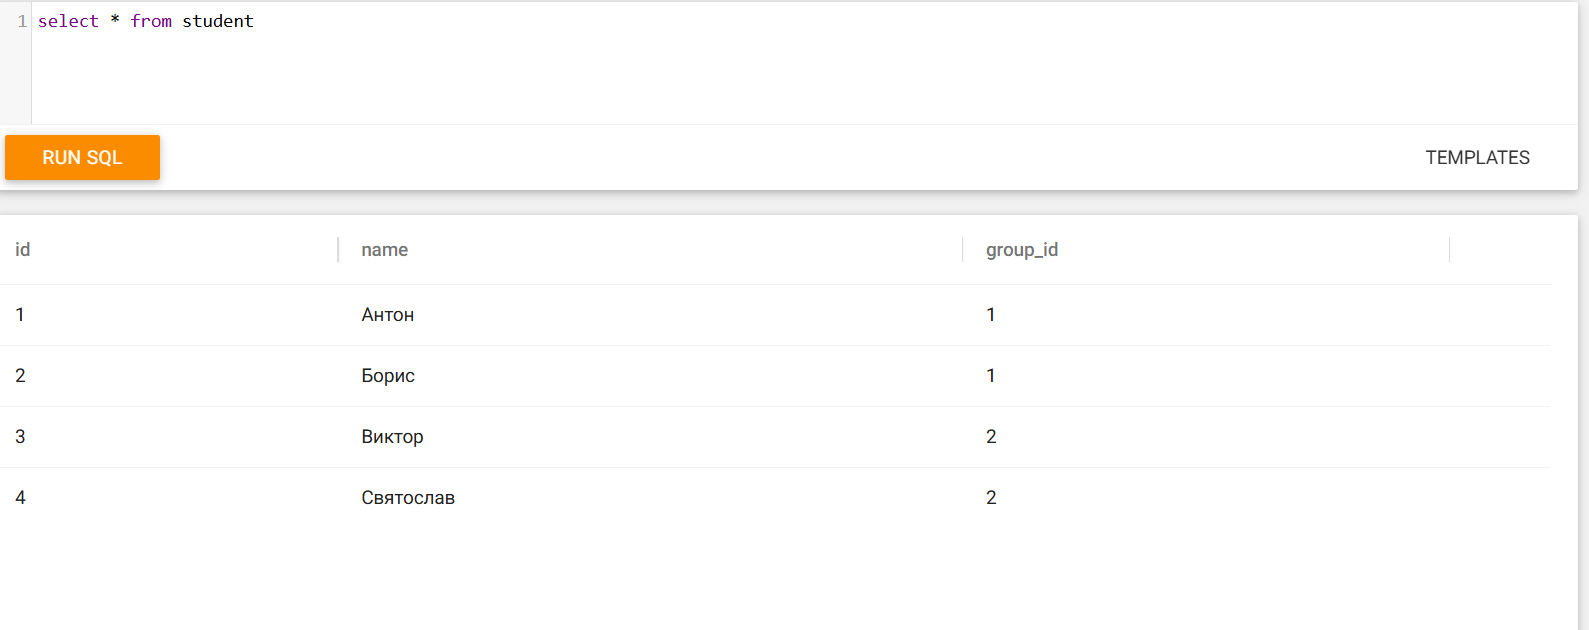 1 select * from student
RUN SQL TEMPLATES
id name group_id
1 Антон 1
2 Борис 1
3 Виктор 2
4 Святослав 2